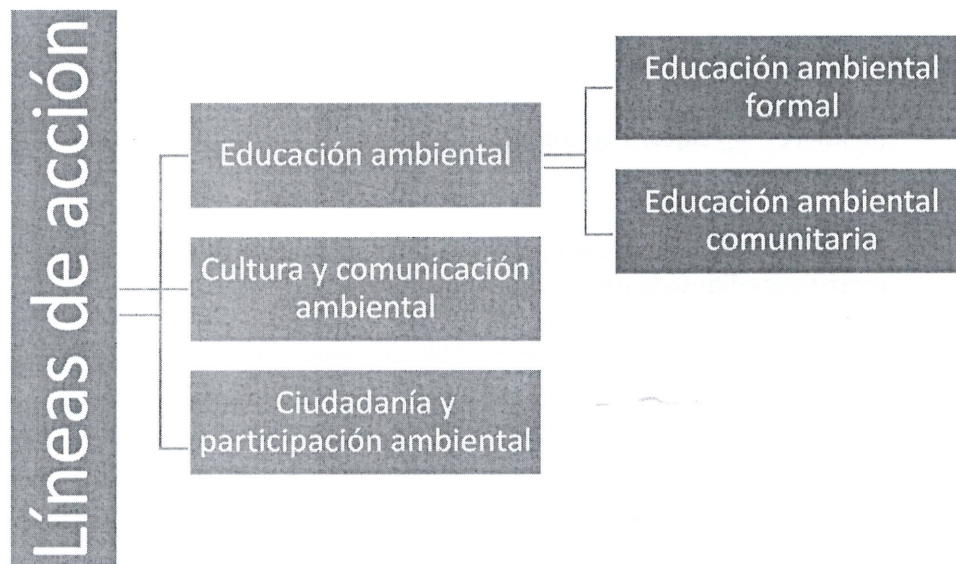 Líneas de acción
Educación ambiental
Cultura y comunicación
ambiental
Ciudadanía y
participación ambiental
Educación ambiental
formal
Educación ambiental
comunitaria